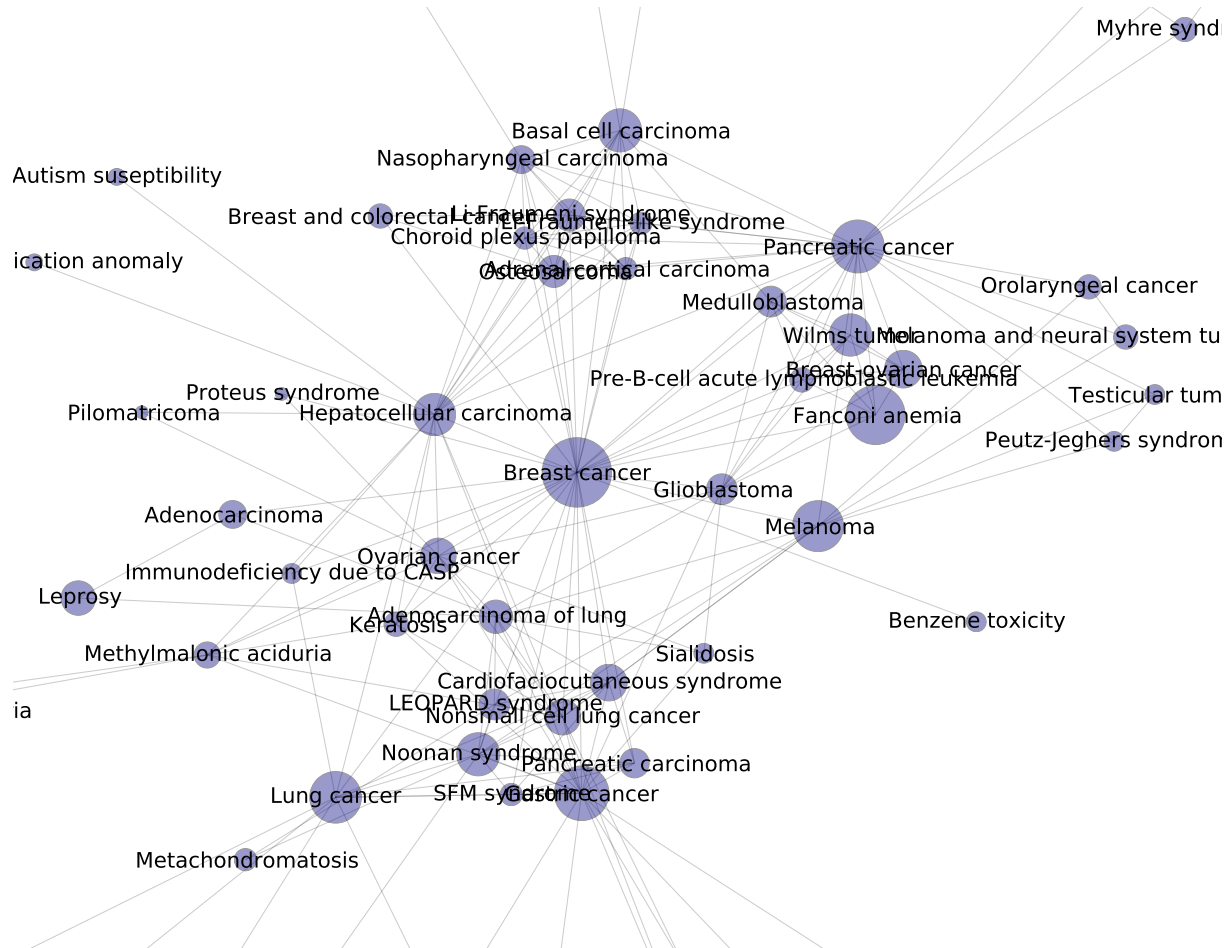 Myhre syndr
Basal cell carcinoma
Nasopharyngeal carcinoma
Autism suseptibility
Li-Fraumeni syndrome
Breast and colorectal cancer
Li-Fraumeni-like syndrome
Choroid plexus papilloma
Pancreatic cancer
ication anomaly
Adrenal cortical carcinoma
Osteosarcoma
Orolaryngeal cancer
Medulloblastoma
Wilms tumor
Melanoma and neural system tu
Breast-ovarian cancer
Pre-B-cell acute lymphoblastic leukemia
Proteus syndrome
Testicular tum
Pilomatricoma
Hepatocellular carcinoma
Fanconi anemia
Peutz-Jeghers syndrom
Breast cancer
Glioblastoma
Adenocarcinoma
Melanoma
Ovarian cancer
Immunodeficiency due to CASP
Leprosy
Adenocarcinoma of lung
Keratosis
Benzene toxicity
Methylmalonic aciduria
Sialidosis
Cardiofaciocutaneous syndrome
LEOPARD syndrome
ia
Nonsmall cell lung cancer
Noonan syndrome
Pancreatic carcinoma
Lung cancer
SFM syndrome
Gastric cancer
Metachondromatosis